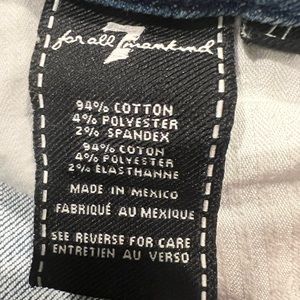 7
for all mankind
94% COTTON
4% POLYESTER
2% SPANDEX
94% COTON
4% POLYESTER
2% ÉLASTHANNE
MADE IN MEXICO
FABRIQUÉ AU MEXIQUE
SEE REVERSE FOR CARE
ENTRETIEN AU VERSO